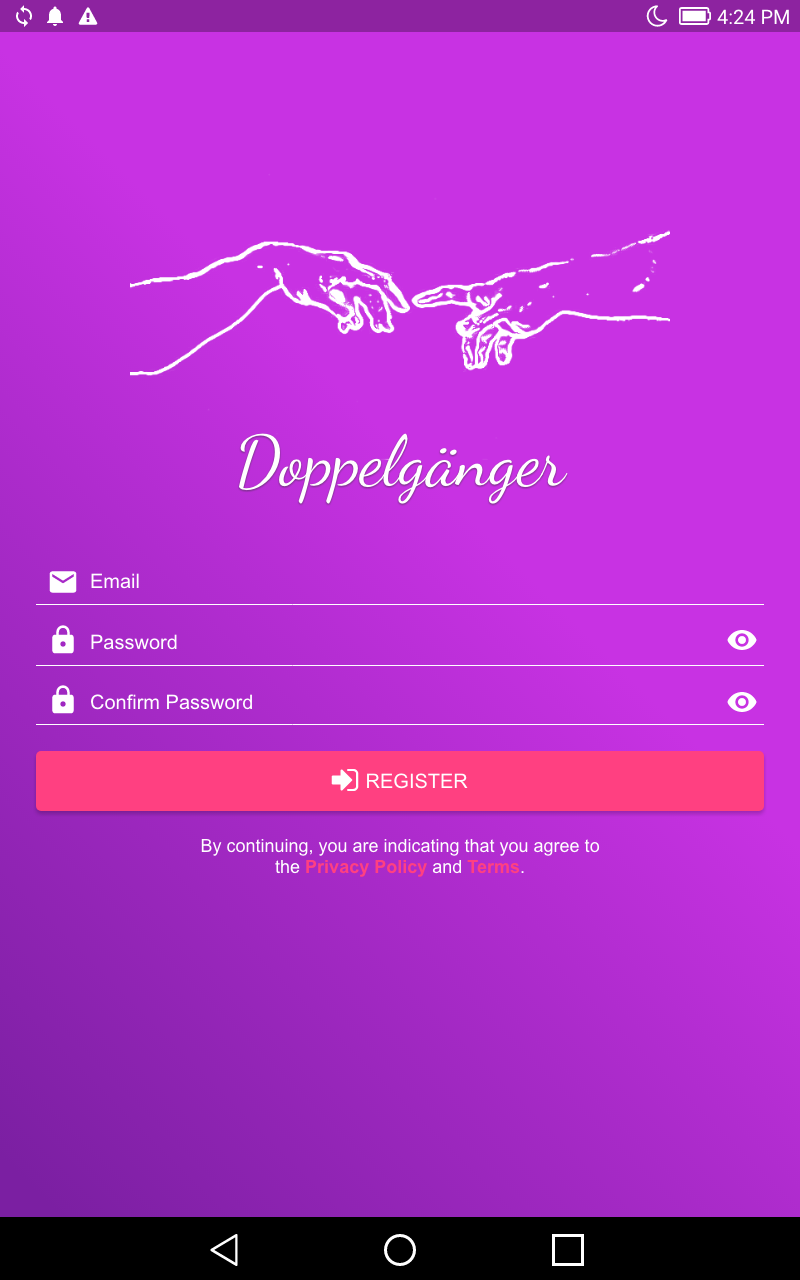 4:24 PM
Doppelgänger
Email
Password
Confirm Password
REGISTER
By continuing, you are indicating that you agree to
the Privacy Policy and Terms.